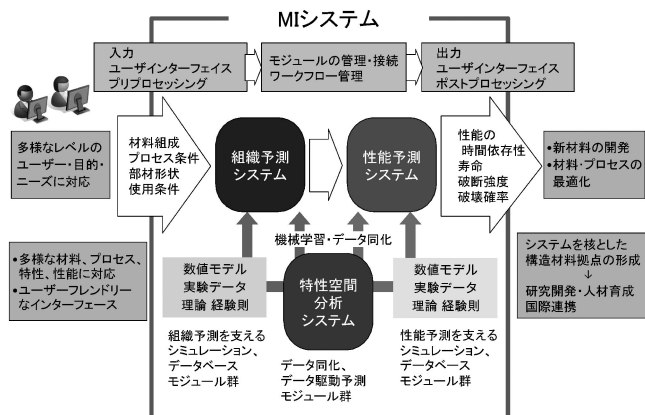 MIシステム
入力
ユーザインターフェイス
プリプロセッシング
モジュールの管理・接続
ワークフロー管理
出力
ユーザインターフェイス
ポストプロセッシング
多様なレベルの
ユーザー・目的・
ニーズに対応
材料組成
プロセス条件
部材形状
使用条件
組織予測
システム
性能予測
システム
性能の
時間依存性
寿命
破断強度
破壊確率
•新材料の開発
•材料・プロセスの
最適化
機械学習・データ同化
•多様な材料、プロセス、
特性、性能に対応
•ユーザーフレンドリー
なインターフェース
数値モデル
実験データ
理論 経験則
特性空間
分析
システム
数値モデル
実験データ
理論 経験則
システムを核とした
構造材料拠点の形成
↓
研究開発・人材育成
国際連携
組織予測を支える
シミュレーション、
データベース
モジュール群
データ同化、
データ駆動予測
モジュール群
性能予測を支える
シミュレーション、
データベース
モジュール群